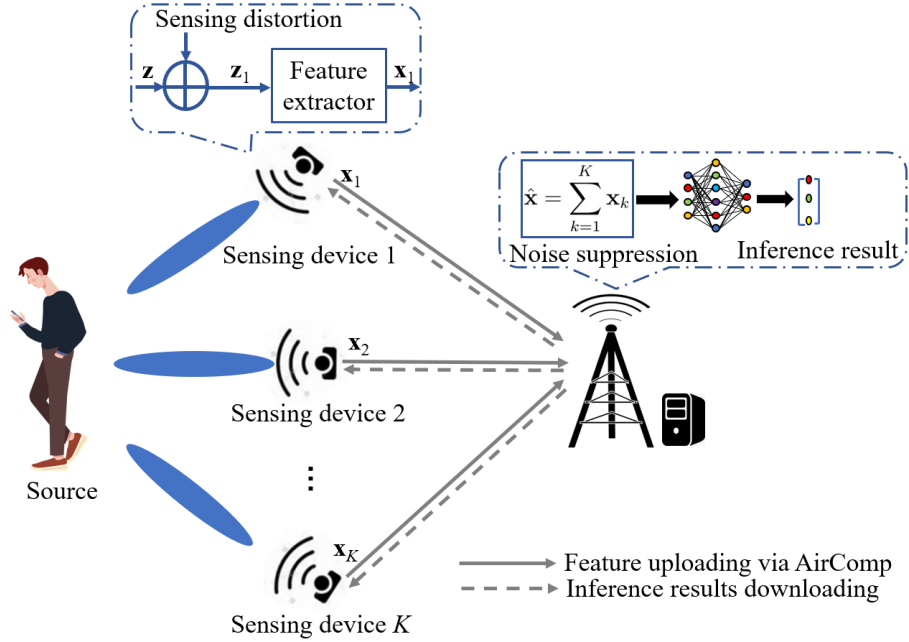 Sensing distortion
z
z₁
Feature
extractor
x₁
x₁
x̂ = ∑ₖ₌₁ᴷ xₖ
Noise suppression
Inference result
Sensing device 1
x₂
Sensing device 2
Source
...
x_K
Feature uploading via AirComp
Inference results downloading
Sensing device K